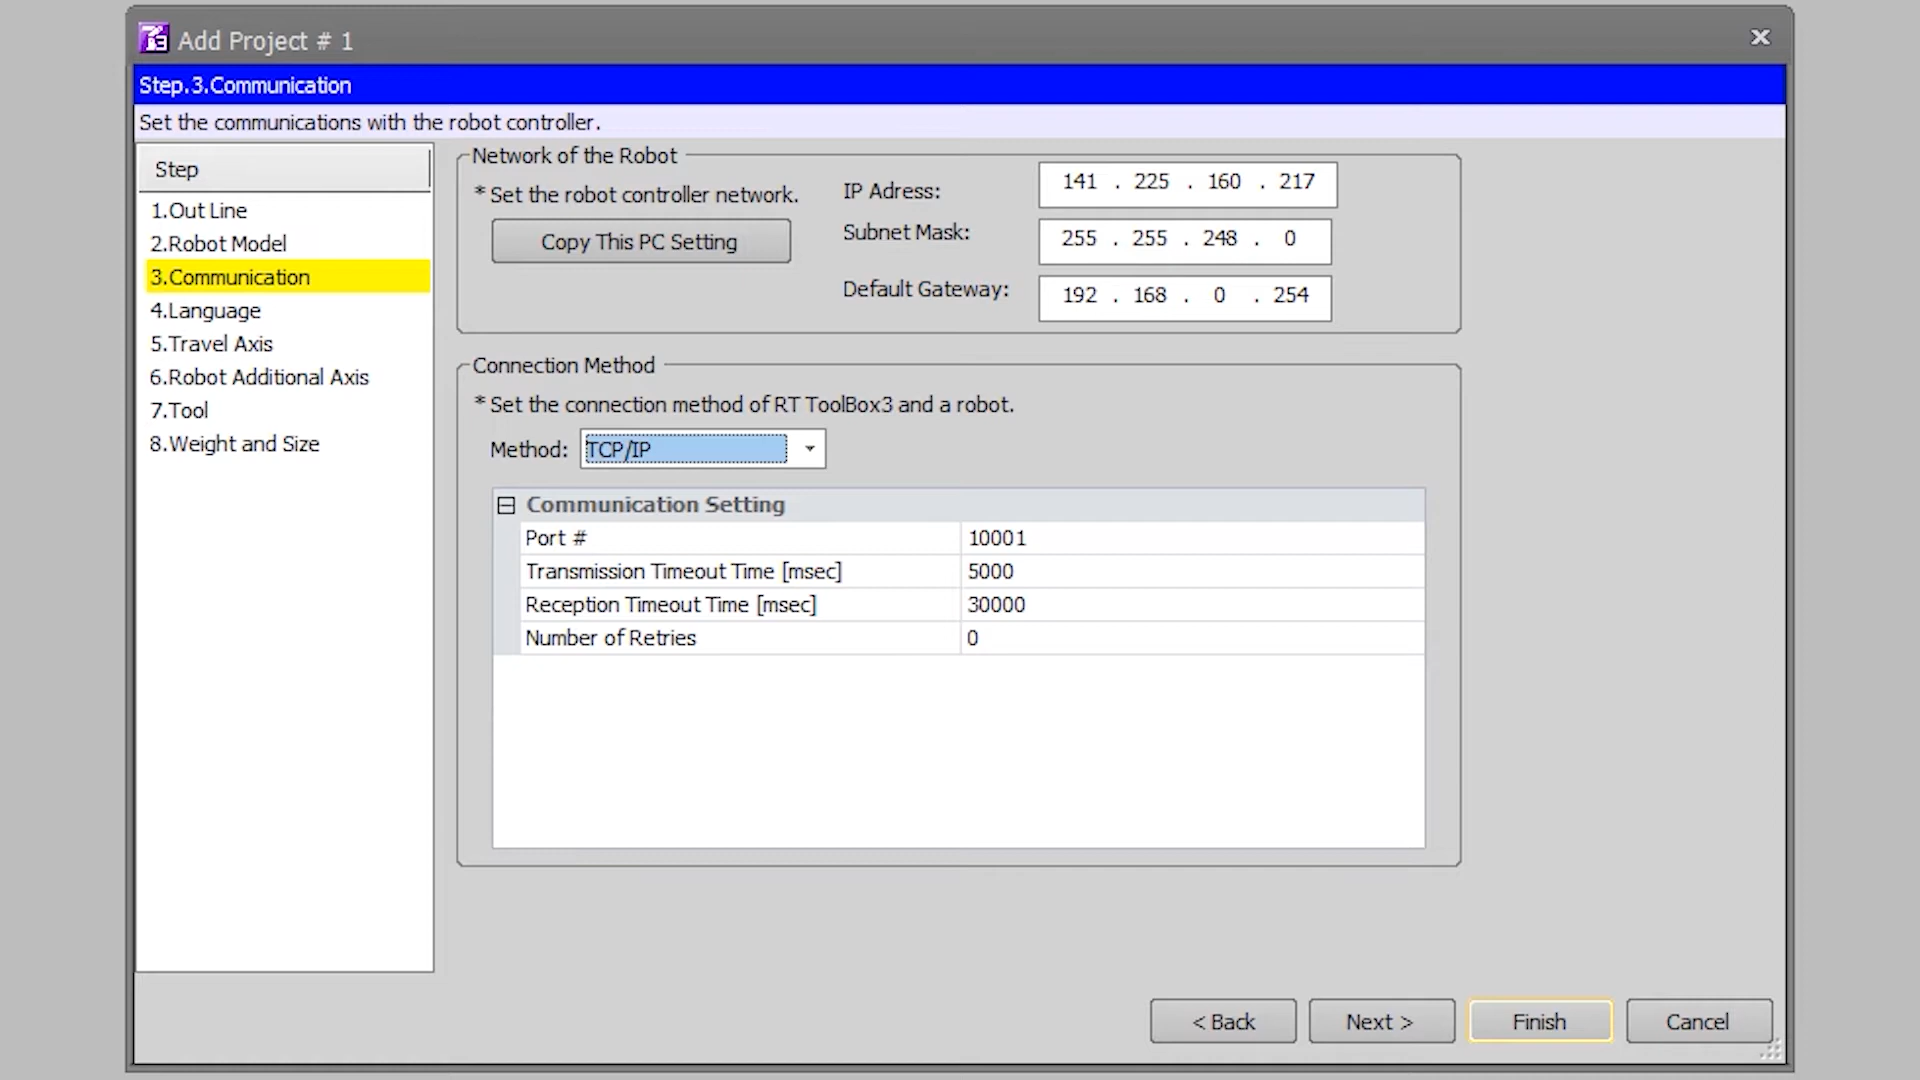 Add Project # 1
Step.3.Communication
Set the communications with the robot controller.
Step
1.Out Line
2.Robot Model
3.Communication
4.Language
5.Travel Axis
6.Robot Additional Axis
7.Tool
8.Weight and Size
Network of the Robot
* Set the robot controller network.
Copy This PC Setting
IP Adress: 141 . 225 . 160 . 217
Subnet Mask: 255 . 255 . 248 . 0
Default Gateway: 192 . 168 . 0 . 254
Connection Method
* Set the connection method of RT ToolBox3 and a robot.
Method: TCP/IP
Communication Setting
Port # 10001
Transmission Timeout Time [msec] 5000
Reception Timeout Time [msec] 30000
Number of Retries 0
< Back Next > Finish Cancel